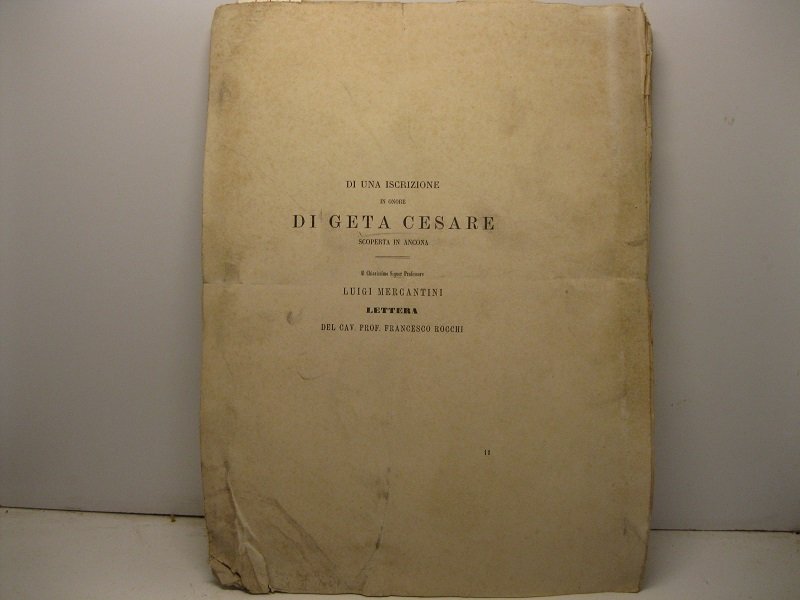 DI UNA ISCRIZIONE
IN ONORE
DI GETA CESARE
SCOPERTA IN ANCONA
Al Chiarissimo Signor Professore
LUIGI MERCANTINI
LETTERA
DEL CAV. PROF. FRANCESCO ROCCHI
11